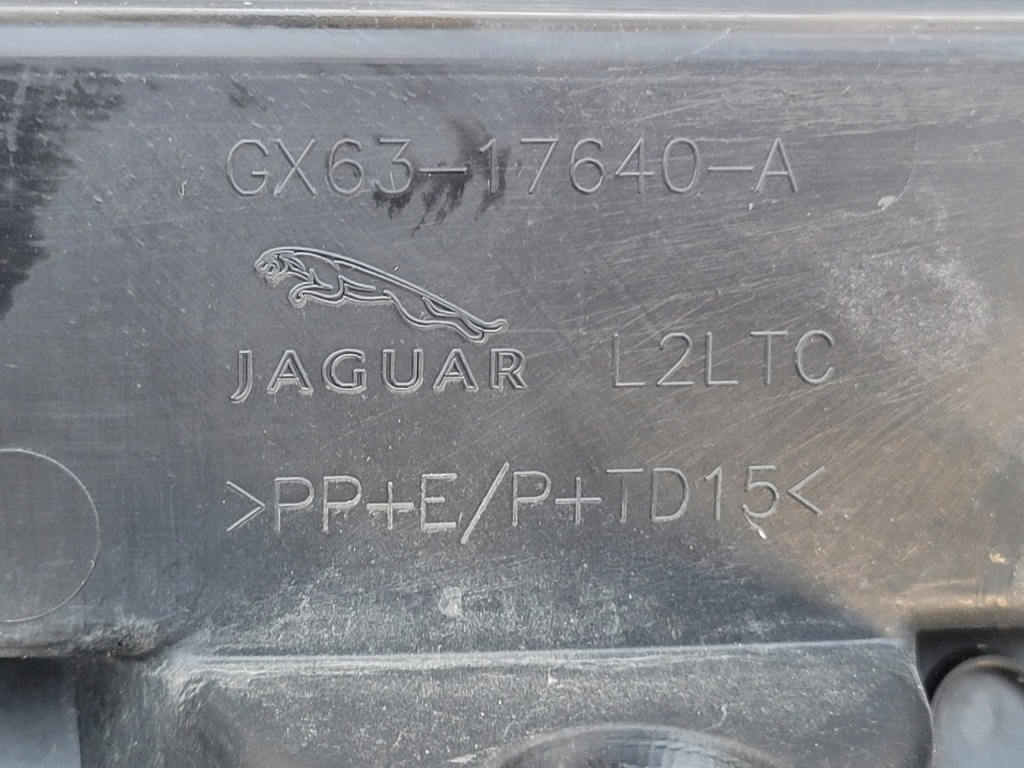 GX63-17640-A
JAGUAR L2LTC
>PP+E/P+TD15<